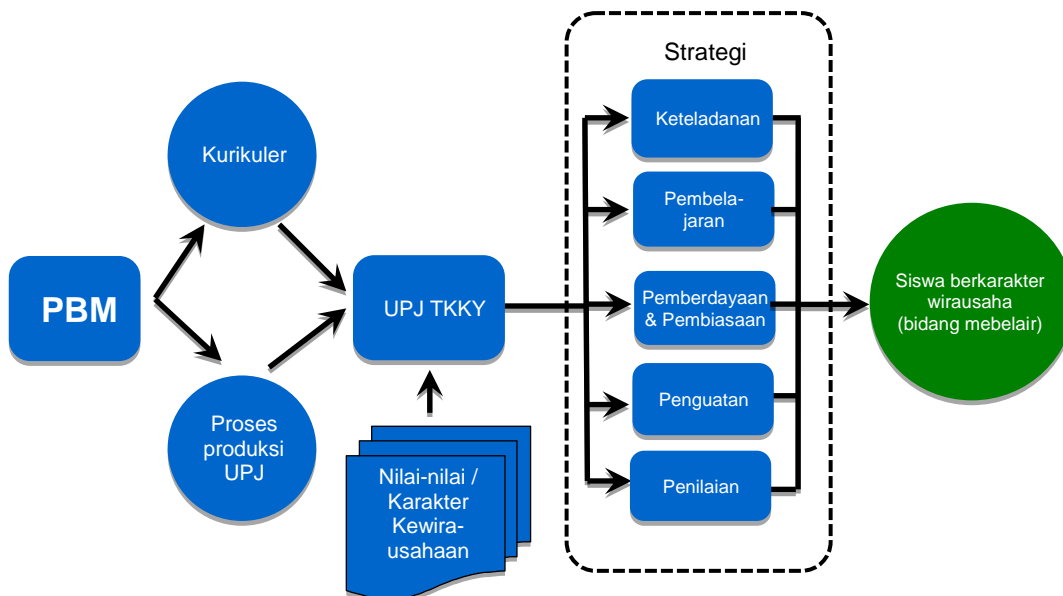 Strategi
Kurikuler
Keteladanan
Pembela-
jaran
PBM
UPJ TKKY
Pemberdayaan
& Pembiasaan
Siswa berkarakter
wirausaha
(bidang mebelair)
Proses
produksi
UPJ
Penguatan
Nilai-nilai /
Karakter
Kewira-
usahaan
Penilaian